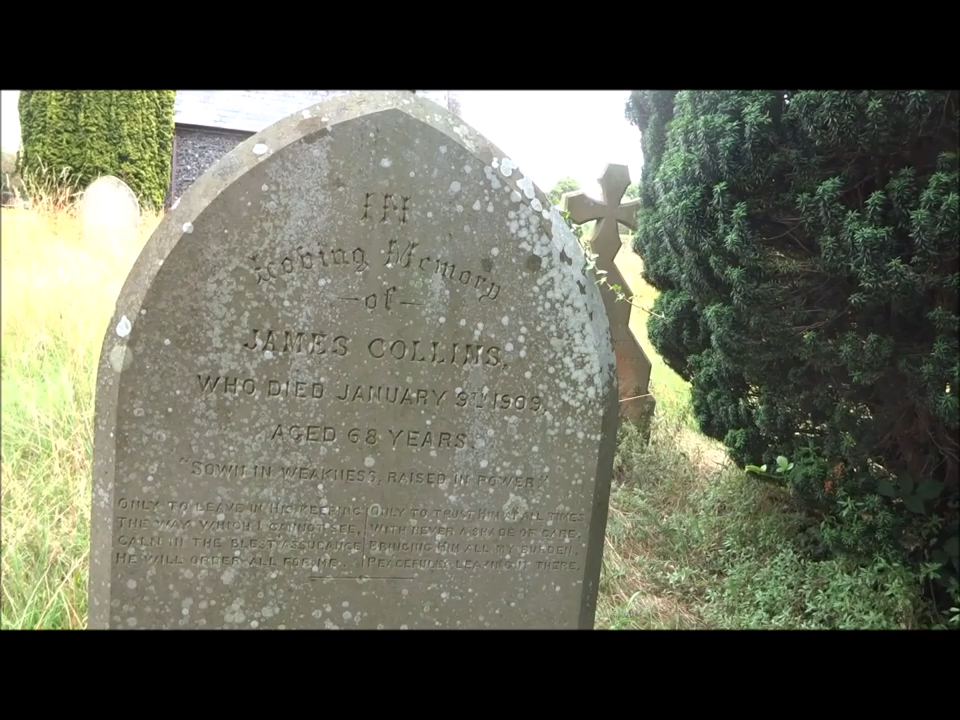 IN
Loving Memory
of
JAMES COLLINS.
WHO DIED JANUARY 9TH 1909,
AGED 68 YEARS.
"SOWN IN WEAKNESS, RAISED IN POWER"
ONLY TO LEAVE IN HIS KEEPING
THE WAY WHICH I CANNOT SEE,
CALM IN THE BLEST ASSURANCE
HE WILL ORDER ALL FOR ME.
ONLY TO TRUST HIM AT ALL TIMES
WITH NEVER A SHADE OF CARE,
BRINGING HIM ALL MY BURDEN,
PEACEFULLY LEAVING IT THERE.